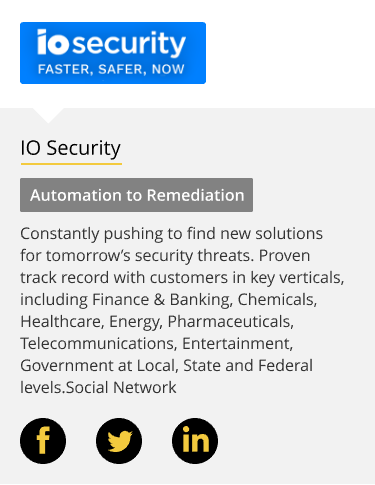 iosecurity
FASTER, SAFER, NOW
IO Security
Automation to Remediation
Constantly pushing to find new solutions
for tomorrow's security threats. Proven
track record with customers in key verticals,
including Finance & Banking, Chemicals,
Healthcare, Energy, Pharmaceuticals,
Telecommunications, Entertainment,
Government at Local, State and Federal
levels.Social Network
f in